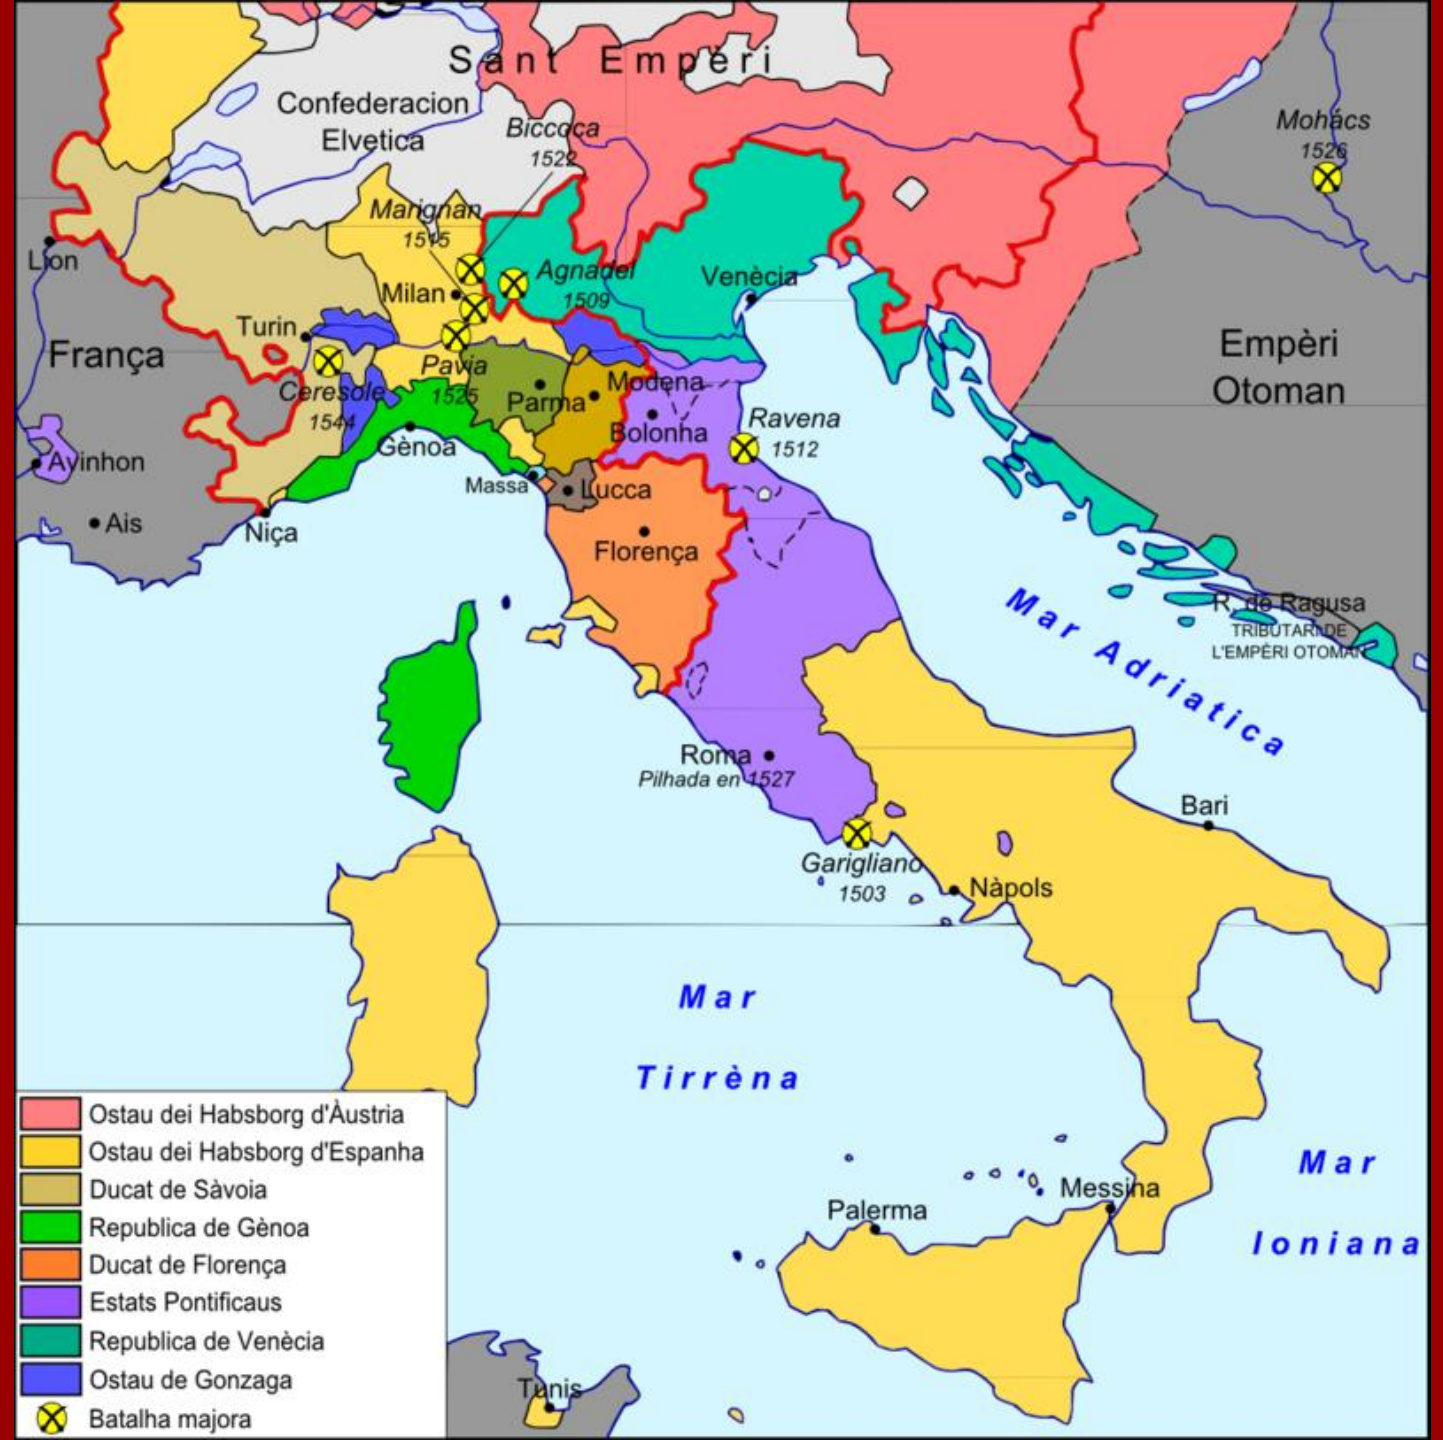 Sant Empèri
Confederacion
Elvetica
Biccoca
1522
Mohács
1526
Marignan
1515
Lion
Agnadel
1509
Venècia
Milan
Turin
França
Pavia
1525
Ceresole
1544
Modena
Parma
Bolonha
Ravena
1512
Empèri
Otoman
Gènoa
Avinhon
Massa
Lucca
Ais
Niça
Florença
R. de Ragusa
TRIBUTARI DE
L'EMPÈRI OTOMAN
Mar Adriatica
Roma
Pilhada en 1527
Bari
Garigliano
1503
Nàpols
Mar
Tirrèna
Mar
Ioniana
Messina
Palerma
Tunis
Ostau dei Habsborg d'Àustria
Ostau dei Habsborg d'Espanha
Ducat de Sàvoia
Republica de Gènoa
Ducat de Florença
Estats Pontificaus
Republica de Venècia
Ostau de Gonzaga
Batalha majora